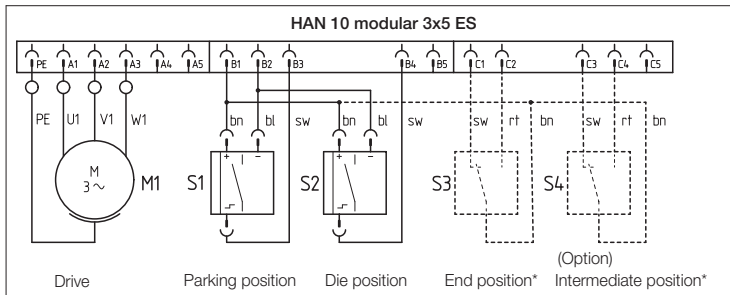 HAN 10 modular 3x5 ES
PE A1 A2 A3 A4 A5 B1 B2 B3 B4 B5 C1 C2 C3 C4 C5
PE U1 V1 W1 bn bl sw bn bl sw sw rt bn sw rt bn
M
3 ~
M1
S1
+ −
S2
+ −
S3
S4
(Option)
Drive Parking position Die position End position* Intermediate position*